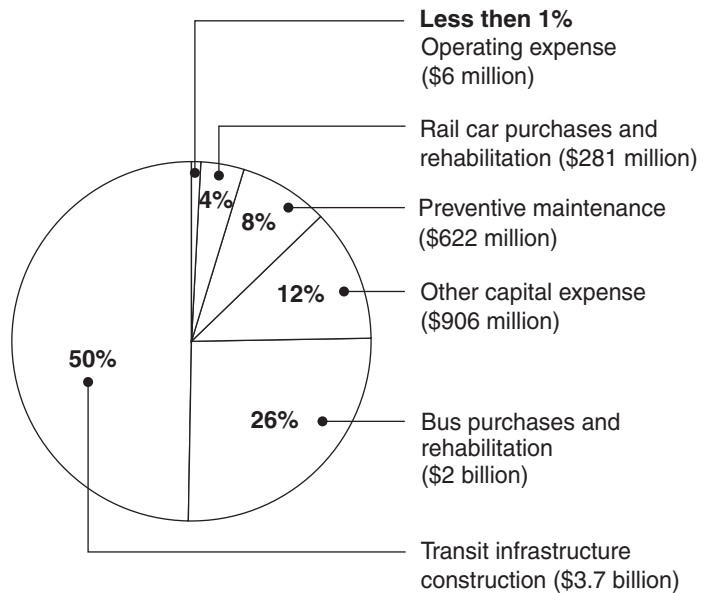 Less then 1%
Operating expense
($6 million)
Rail car purchases and
rehabilitation ($281 million)
4%
Preventive maintenance
($622 million)
8%
Other capital expense
($906 million)
12%
50%
Bus purchases and
rehabilitation
($2 billion)
26%
Transit infrastructure
construction ($3.7 billion)